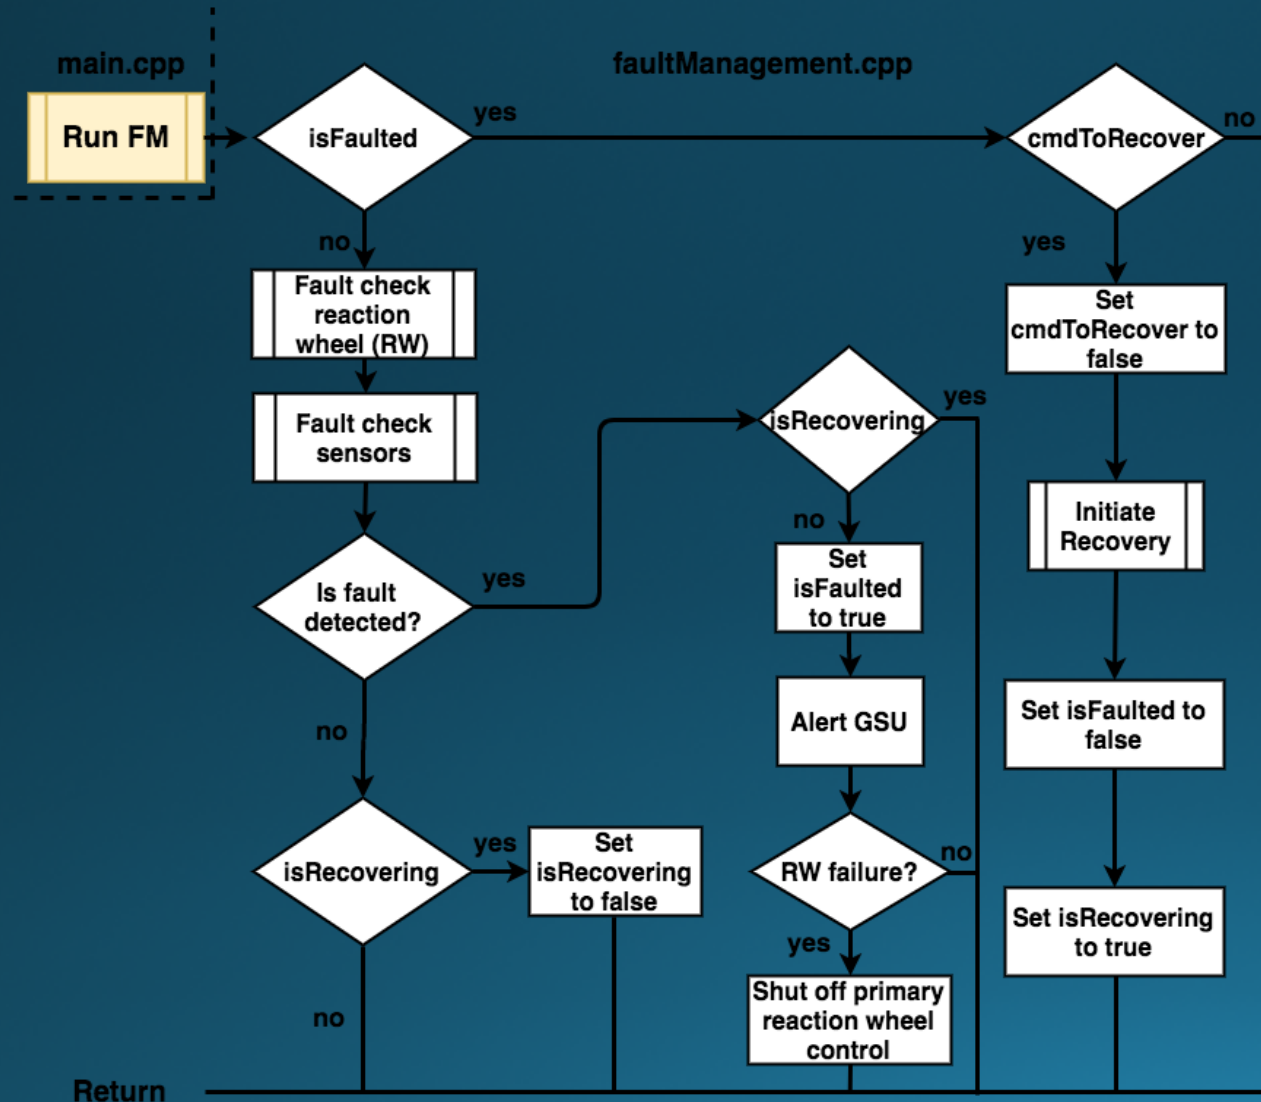 main.cpp
faultManagement.cpp
Run FM
isFaulted
yes
cmdToRecover
no
no
yes
Fault check
reaction
wheel (RW)
Set
cmdToRecover to
false
Fault check
sensors
isRecovering
yes
no
Initiate
Recovery
Is fault
detected?
yes
Set
isFaulted
to true
no
Alert GSU
Set isFaulted to
false
isRecovering
yes
Set
isRecovering
to false
RW failure?
no
yes
Set isRecovering
to true
no
Shut off primary
reaction wheel
control
Return